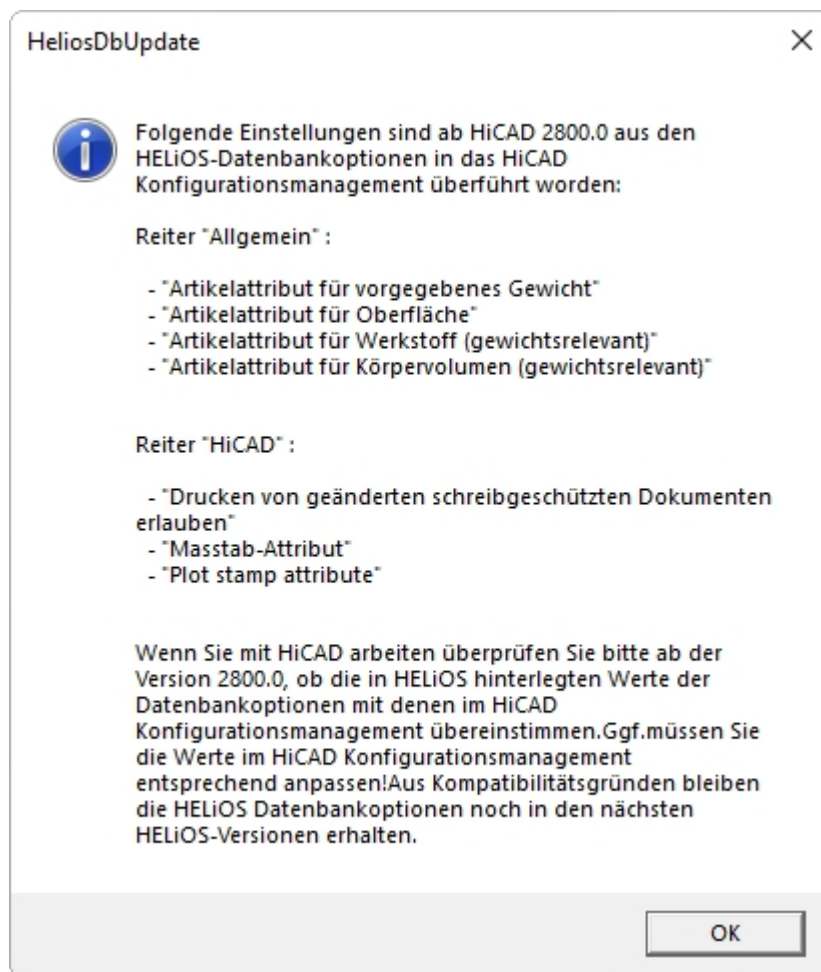 HeliosDbUpdate
Folgende Einstellungen sind ab HiCAD 2800.0 aus den
HELiOS-Datenbankoptionen in das HiCAD
Konfigurationsmanagement überführt worden:
Reiter "Allgemein" :
- "Artikelattribut für vorgegebenes Gewicht"
- "Artikelattribut für Oberfläche"
- "Artikelattribut für Werkstoff (gewichtsrelevant)"
- "Artikelattribut für Körpervolumen (gewichtsrelevant)"
Reiter "HiCAD" :
- "Drucken von geänderten schreibgeschützten Dokumenten
erlauben"
- "Masstab-Attribut"
- "Plot stamp attribute"
Wenn Sie mit HiCAD arbeiten überprüfen Sie bitte ab der
Version 2800.0, ob die in HELiOS hinterlegten Werte der
Datenbankoptionen mit denen im HiCAD
Konfigurationsmanagement übereinstimmen.Ggf.müssen Sie
die Werte im HiCAD Konfigurationsmanagement
entsprechend anpassen!Aus Kompatibilitätsgründen bleiben
die HELiOS Datenbankoptionen noch in den nächsten
HELiOS-Versionen erhalten.
OK